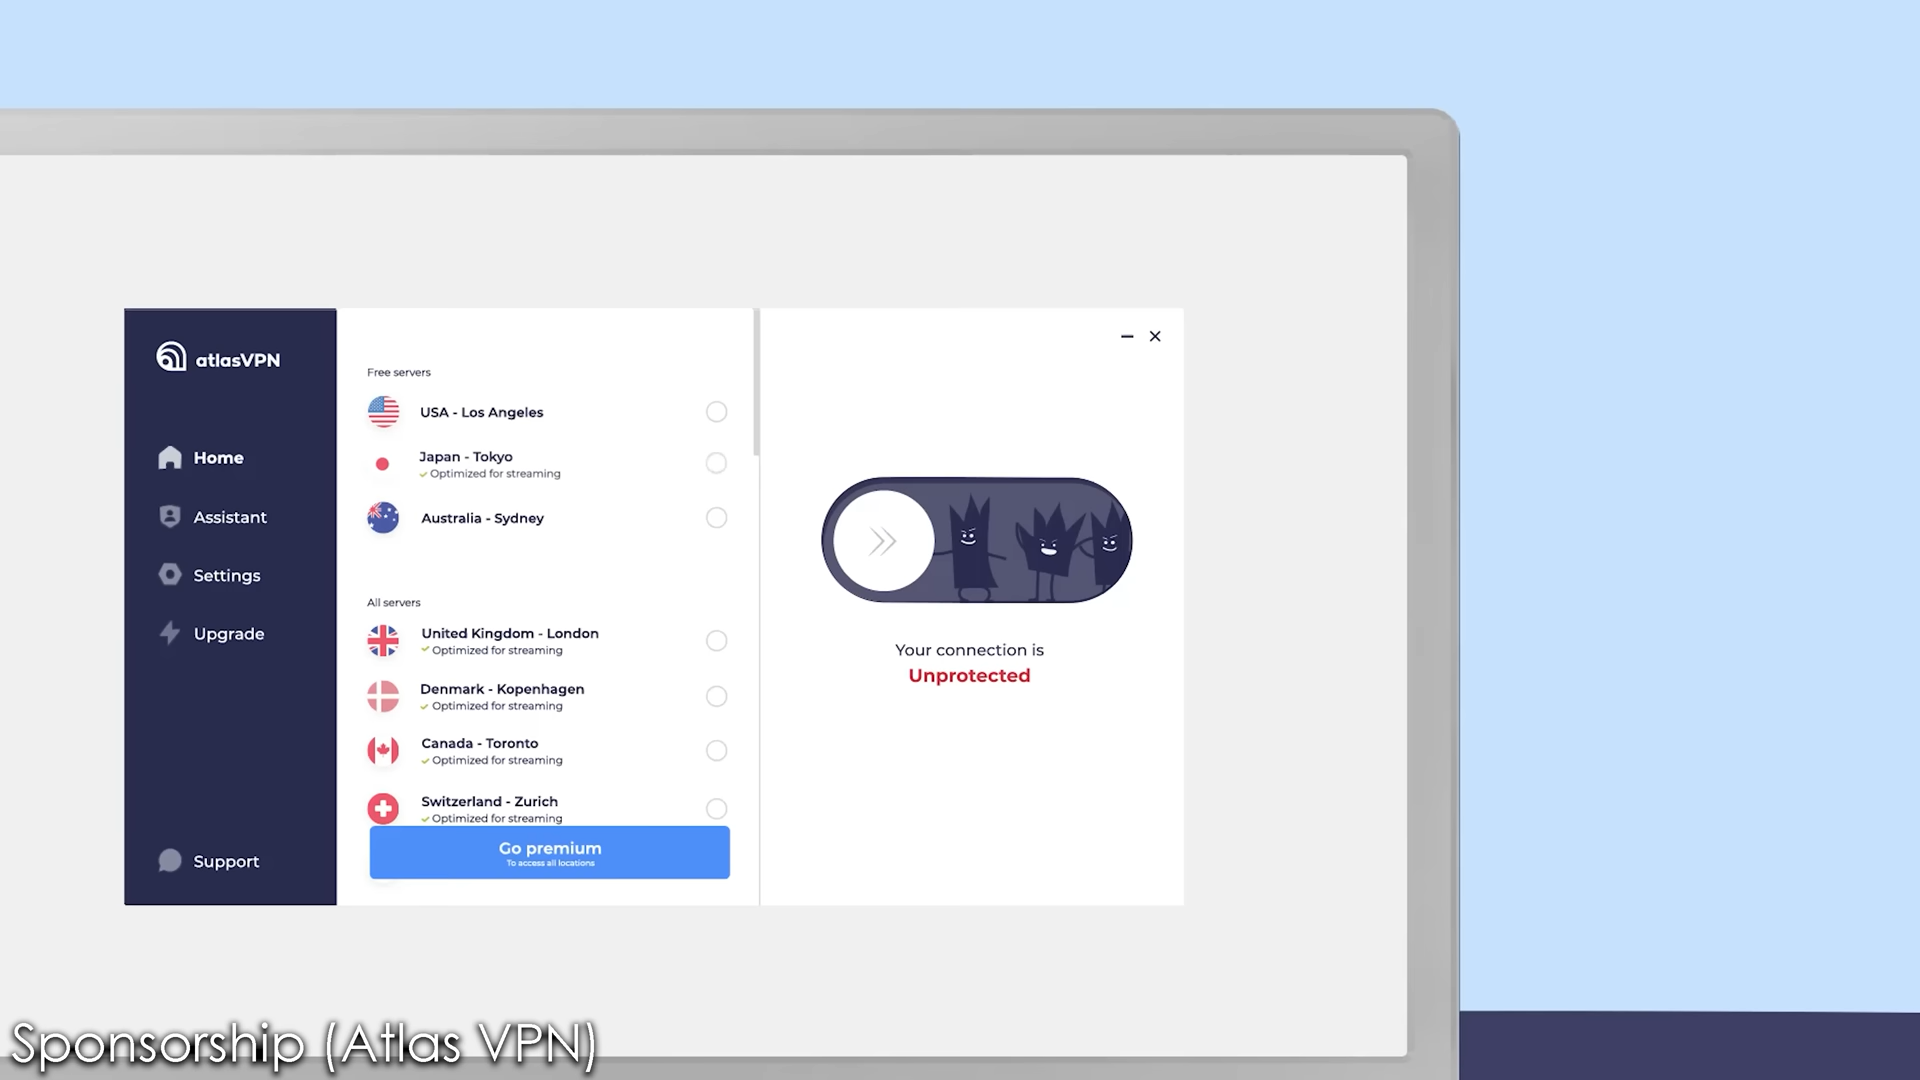 atlasVPN
Home
Assistant
Settings
Upgrade
Support
Free servers
USA - Los Angeles
Japan - Tokyo
Optimized for streaming
Australia - Sydney
All servers
United Kingdom - London
Optimized for streaming
Denmark - Kopenhagen
Optimized for streaming
Canada - Toronto
Optimized for streaming
Switzerland - Zurich
Optimized for streaming
Go premium
To access all locations
Your connection is
Unprotected
Sponsorship (Atlas VPN)